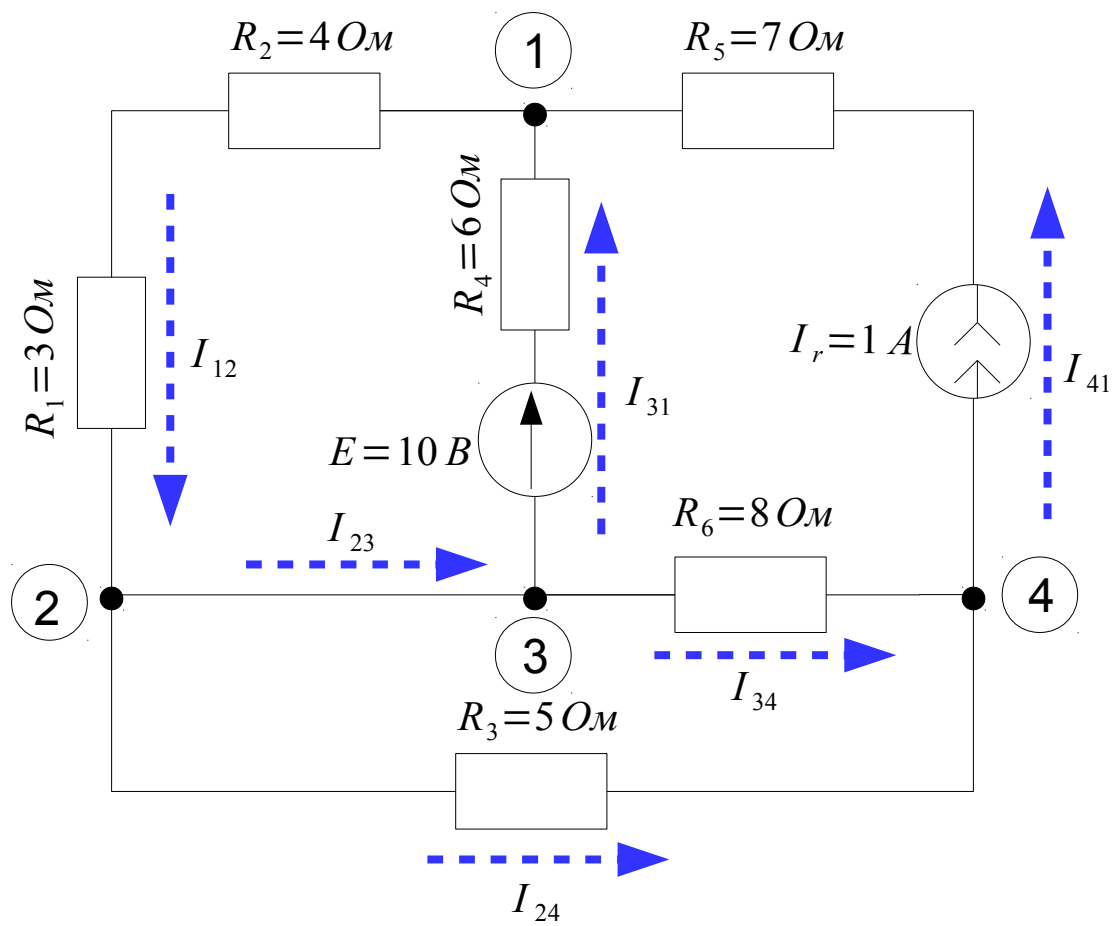 R₂=4 Ом
1
R₅=7 Ом
R₄=6 Ом
R₁=3 Ом
I₁₂
Iᵣ=1 А
I₄₁
I₃₁
E=10 В
R₆=8 Ом
I₂₃
2
4
3
I₃₄
R₃=5 Ом
I₂₄